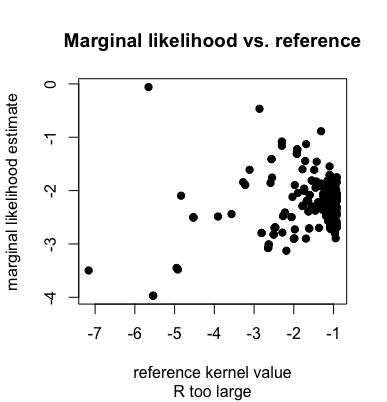 Marginal likelihood vs. reference
marginal likelihood estimate
0
-1
-2
-3
-4
-7 -6 -5 -4 -3 -2 -1
reference kernel value
R too large